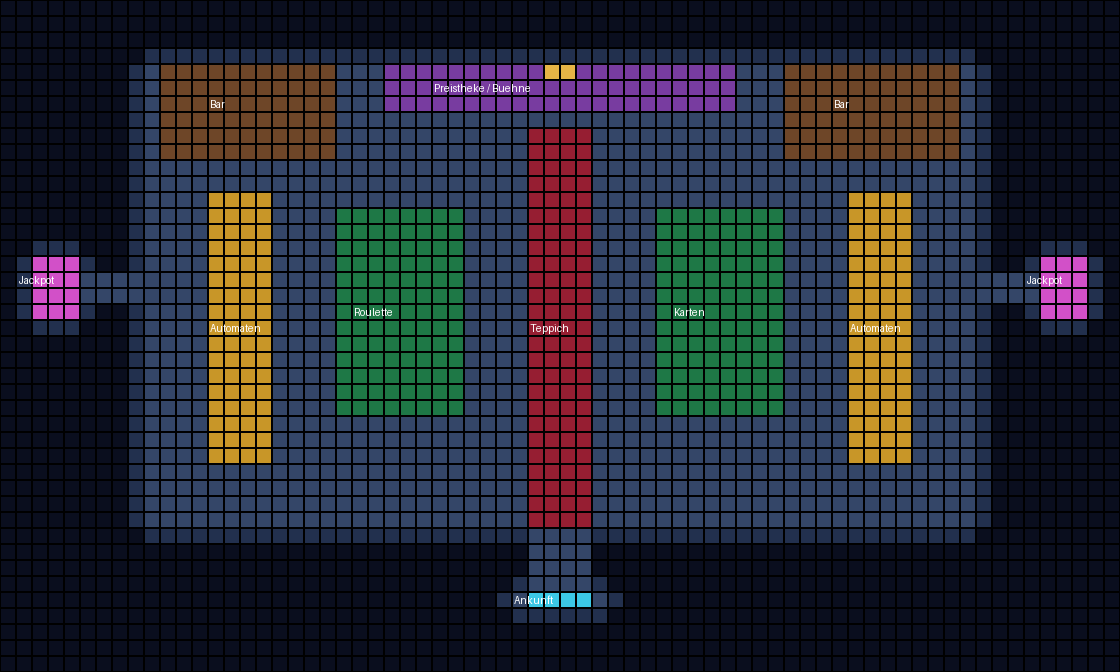 Preistheke / Buehne
Bar
Bar
Jackpot
Jackpot
Roulette
Karten
Automaten
Teppich
Automaten
Ankunft